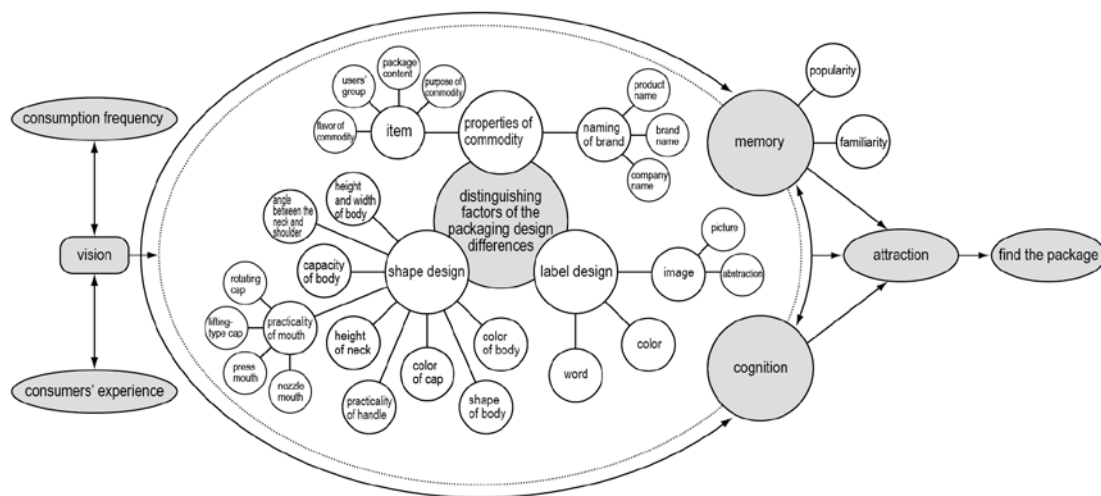 consumption frequency
vision
consumers' experience
flavor of
commodity
users'
group
package
content
purpose of
commodity
item
properties of
commodity
naming
of brand
product
name
brand
name
company
name
distinguishing
factors of the
packaging design
differences
height
and width
of body
angle
between the
neck and
shoulder
capacity
of body
shape design
rotating
cap
lifting-
type cap
press
mouth
nozzle
mouth
practicality
of mouth
height
of neck
practicality
of handle
color
of cap
shape
of body
color
of body
label design
image
picture
abstraction
word
color
memory
popularity
familiarity
cognition
attraction
find the package